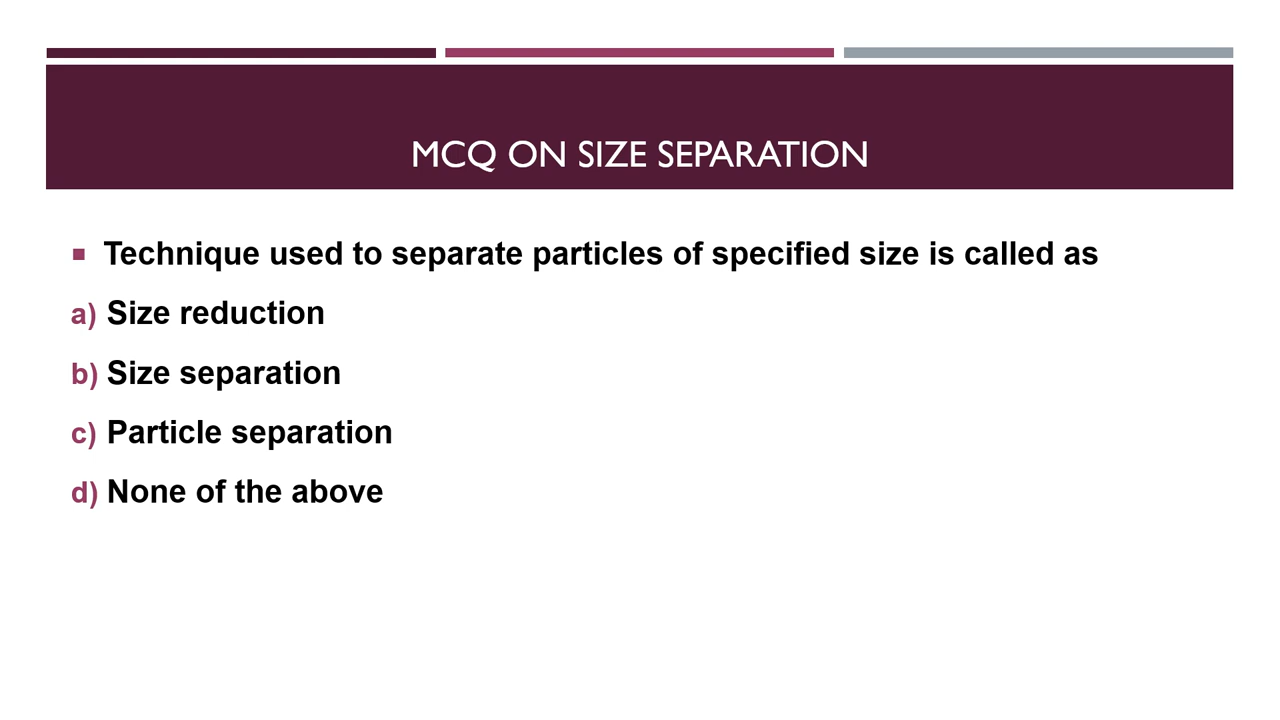 MCQ ON SIZE SEPARATION
Technique used to separate particles of specified size is called as
a) Size reduction
b) Size separation
c) Particle separation
d) None of the above